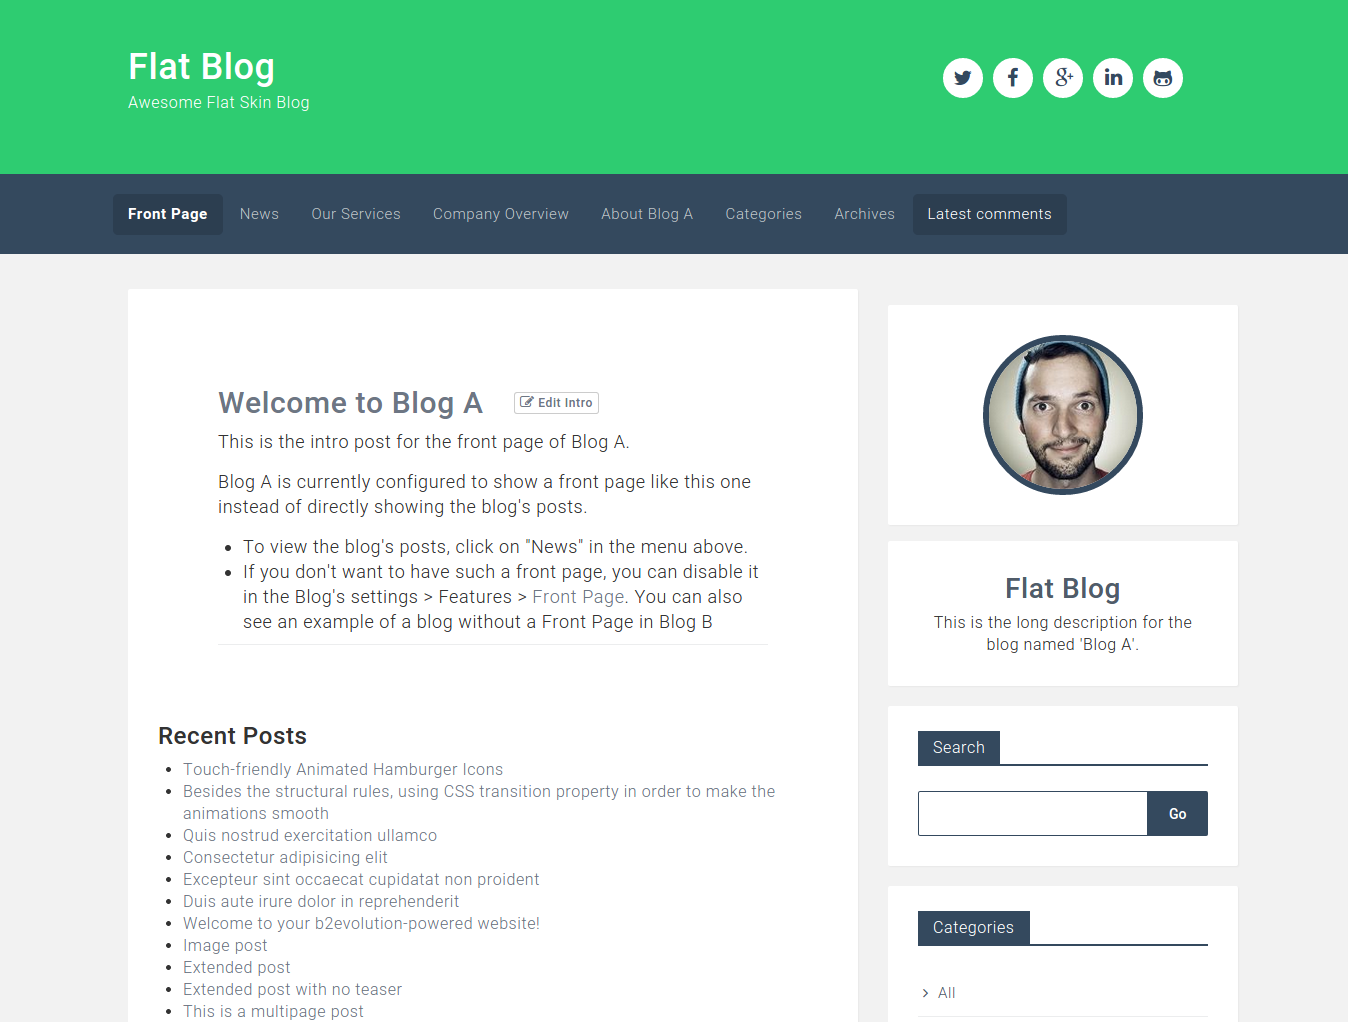 Flat Blog
Awesome Flat Skin Blog
Front Page News Our Services Company Overview About Blog A Categories Archives Latest comments
Welcome to Blog A Edit Intro
This is the intro post for the front page of Blog A.
Blog A is currently configured to show a front page like this one
instead of directly showing the blog's posts.
To view the blog's posts, click on "News" in the menu above.
If you don't want to have such a front page, you can disable it
in the Blog's settings > Features > Front Page. You can also
see an example of a blog without a Front Page in Blog B
Recent Posts
Touch-friendly Animated Hamburger Icons
Besides the structural rules, using CSS transition property in order to make the
animations smooth
Quis nostrud exercitation ullamco
Consectetur adipisicing elit
Excepteur sint occaecat cupidatat non proident
Duis aute irure dolor in reprehenderit
Welcome to your b2evolution-powered website!
Image post
Extended post
Extended post with no teaser
This is a multipage post
Flat Blog
This is the long description for the
blog named 'Blog A'.
Search
Go
Categories
All